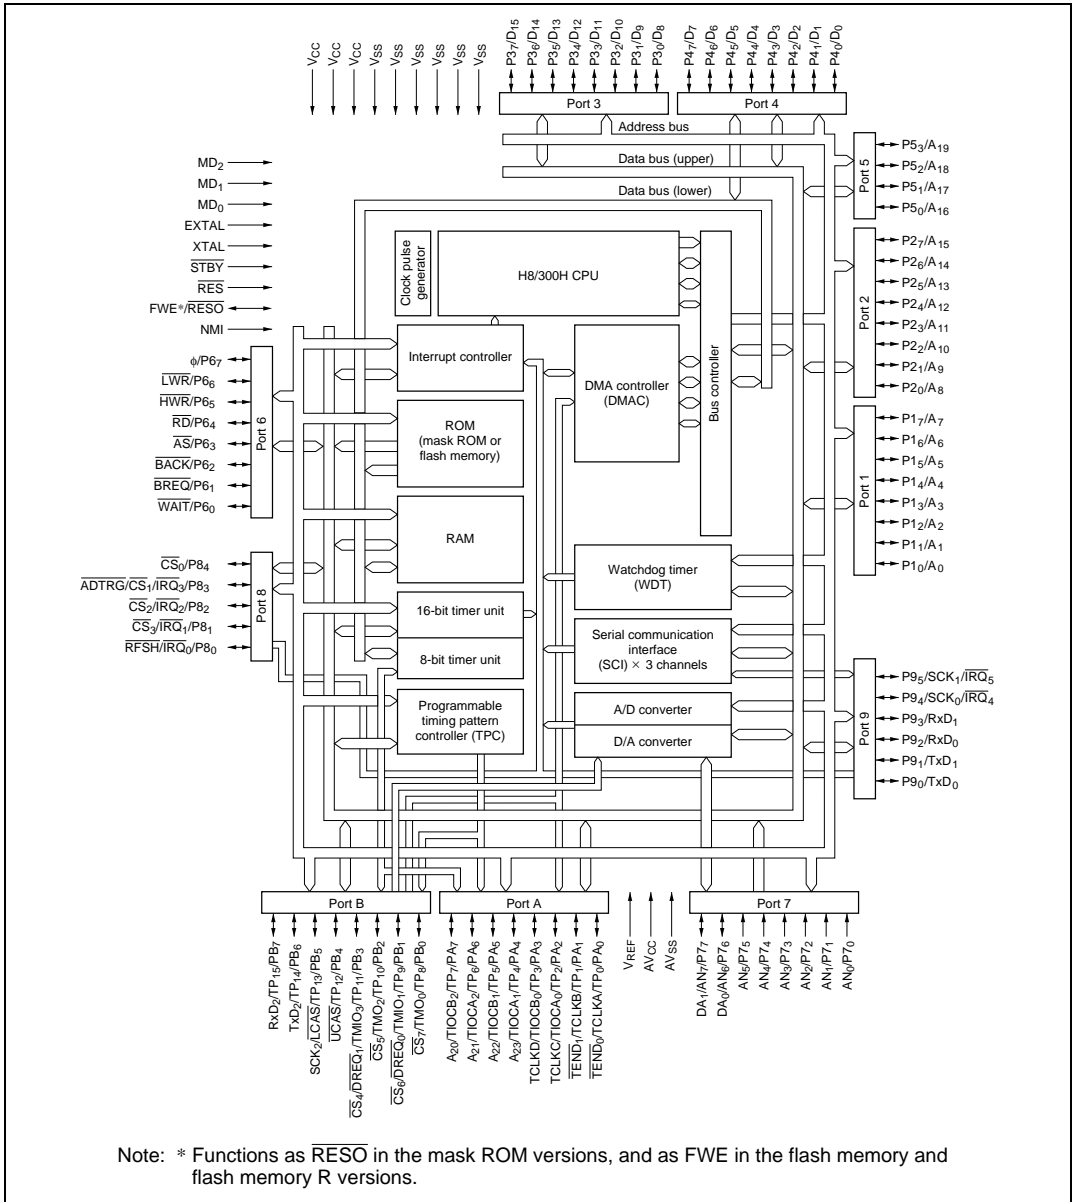 VCC
VCC
VCC
VSS
VSS
VSS
VSS
VSS
VSS
P37/D15
P36/D14
P35/D13
P34/D12
P33/D11
P32/D10
P31/D9
P30/D8
P47/D7
P46/D6
P45/D5
P44/D4
P43/D3
P42/D2
P41/D1
P40/D0
Port 3
Port 4
Address bus
Data bus (upper)
Data bus (lower)
MD2
MD1
MD0
EXTAL
XTAL
STBY
RES
FWE*/RESO
NMI
Port 5
P53/A19
P52/A18
P51/A17
P50/A16
Clock pulse
generator
H8/300H CPU
Port 2
P27/A15
P26/A14
P25/A13
P24/A12
P23/A11
P22/A10
P21/A9
P20/A8
Interrupt controller
DMA controller
(DMAC)
Bus controller
φ/P67
LWR/P66
HWR/P65
RD/P64
AS/P63
BACK/P62
BREQ/P61
WAIT/P60
Port 6
ROM
(mask ROM or
flash memory)
Port 1
P17/A7
P16/A6
P15/A5
P14/A4
P13/A3
P12/A2
P11/A1
P10/A0
RAM
CS0/P84
ADTRG/CS1/IRQ3/P83
CS2/IRQ2/P82
CS3/IRQ1/P81
RFSH/IRQ0/P80
Port 8
Watchdog timer
(WDT)
16-bit timer unit
8-bit timer unit
Serial communication
interface
(SCI) × 3 channels
Programmable
timing pattern
controller (TPC)
A/D converter
D/A converter
Port 9
P95/SCK1/IRQ5
P94/SCK0/IRQ4
P93/RxD1
P92/RxD0
P91/TxD1
P90/TxD0
Port B
Port A
Port 7
RxD2/TP15/PB7
TxD2/TP14/PB6
SCK2/LCAS/TP13/PB5
UCAS/TP12/PB4
CS4/DREQ1/TMIO3/TP11/PB3
CS5/TMO2/TP10/PB2
CS6/DREQ0/TMIO1/TP9/PB1
CS7/TMO0/TP8/PB0
A20/TIOCB2/TP7/PA7
A21/TIOCA2/TP6/PA6
A22/TIOCB1/TP5/PA5
A23/TIOCA1/TP4/PA4
TCLKD/TIOCB0/TP3/PA3
TCLKC/TIOCA0/TP2/PA2
TEND1/TCLKB/TP1/PA1
TEND0/TCLKA/TP0/PA0
VREF
AVCC
AVSS
DA1/AN7/P77
DA0/AN6/P76
AN5/P75
AN4/P74
AN3/P73
AN2/P72
AN1/P71
AN0/P70
Note: * Functions as RESO in the mask ROM versions, and as FWE in the flash memory and
flash memory R versions.